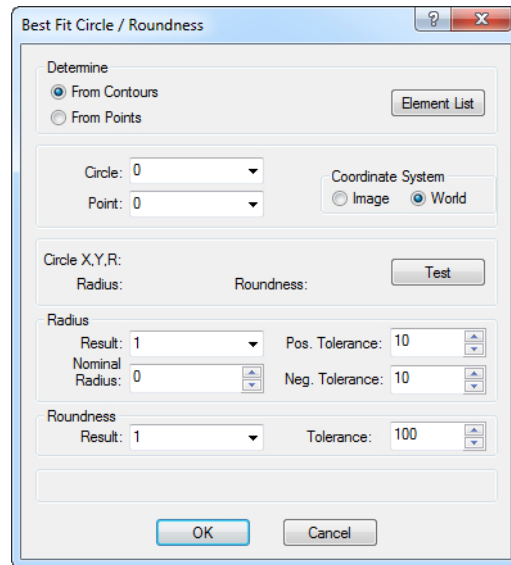 Best Fit Circle / Roundness
?
X
Determine
From Contours
Element List
From Points
Circle: 0
Coordinate System
Image World
Point: 0
Circle X,Y,R:
Radius: Roundness:
Test
Radius
Result: 1 Pos. Tolerance: 10
Nominal
Radius: 0 Neg. Tolerance: 10
Roundness
Result: 1 Tolerance: 100
OK Cancel